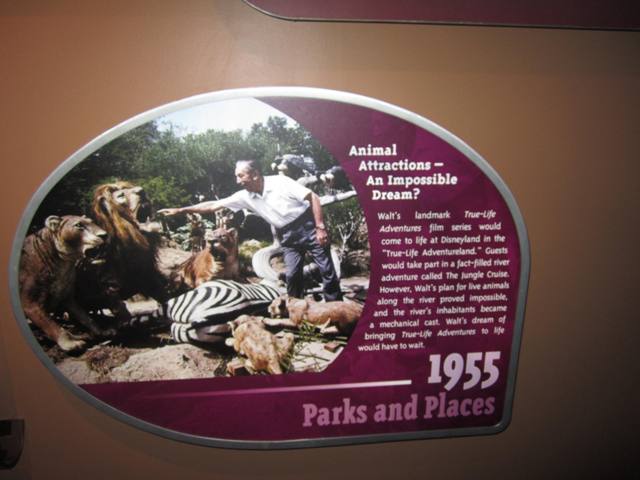 Animal
Attractions –
An Impossible
Dream?
Walt's landmark True-Life
Adventures film series would
come to life at Disneyland in the
"True-Life Adventureland." Guests
would take part in a fact-filled river
adventure called The Jungle Cruise.
However, Walt's plan for live animals
along the river proved impossible,
and the river's inhabitants became
a mechanical cast. Walt's dream of
bringing True-Life Adventures to life
would have to wait.
1955
Parks and Places